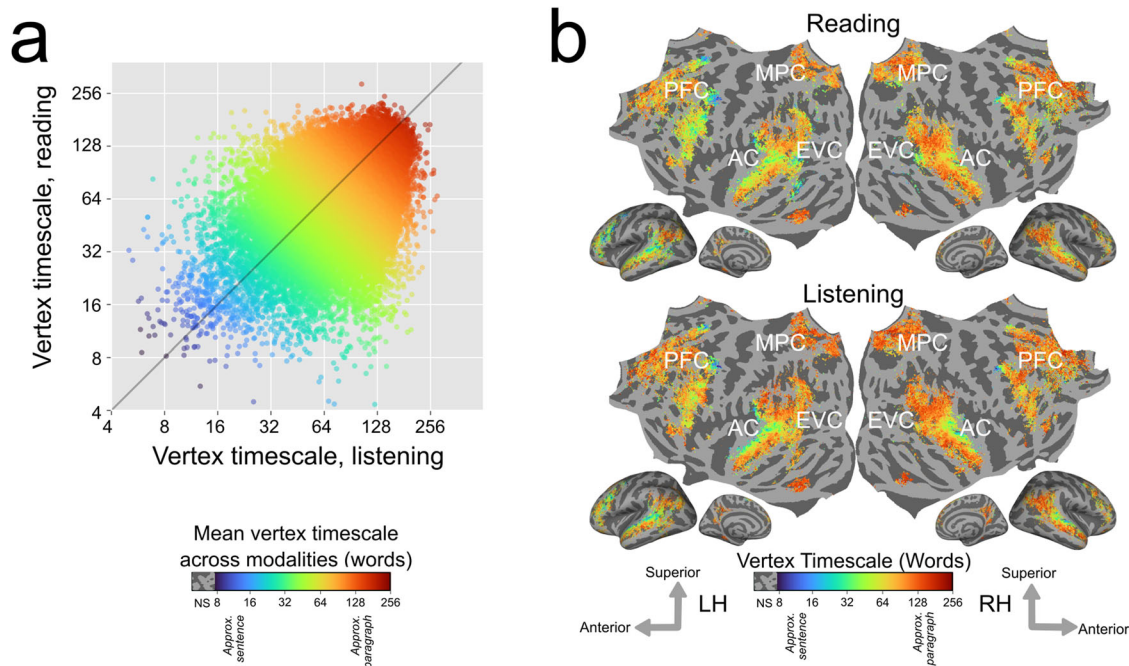 a
Vertex timescale, reading
256
128
64
32
16
8
4
4 8 16 32 64 128 256
Vertex timescale, listening
Mean vertex timescale
across modalities (words)
NS 8 16 32 64 128 256
Approx.
sentence
Approx.
paragraph
b
Reading
MPC MPC
PFC PFC
AC EVC EVC AC
Listening
MPC MPC
PFC PFC
AC EVC EVC AC
Vertex Timescale (Words)
NS 8 16 32 64 128 256
Approx.
sentence
Approx.
paragraph
Superior
LH
Anterior
Superior
RH
Anterior